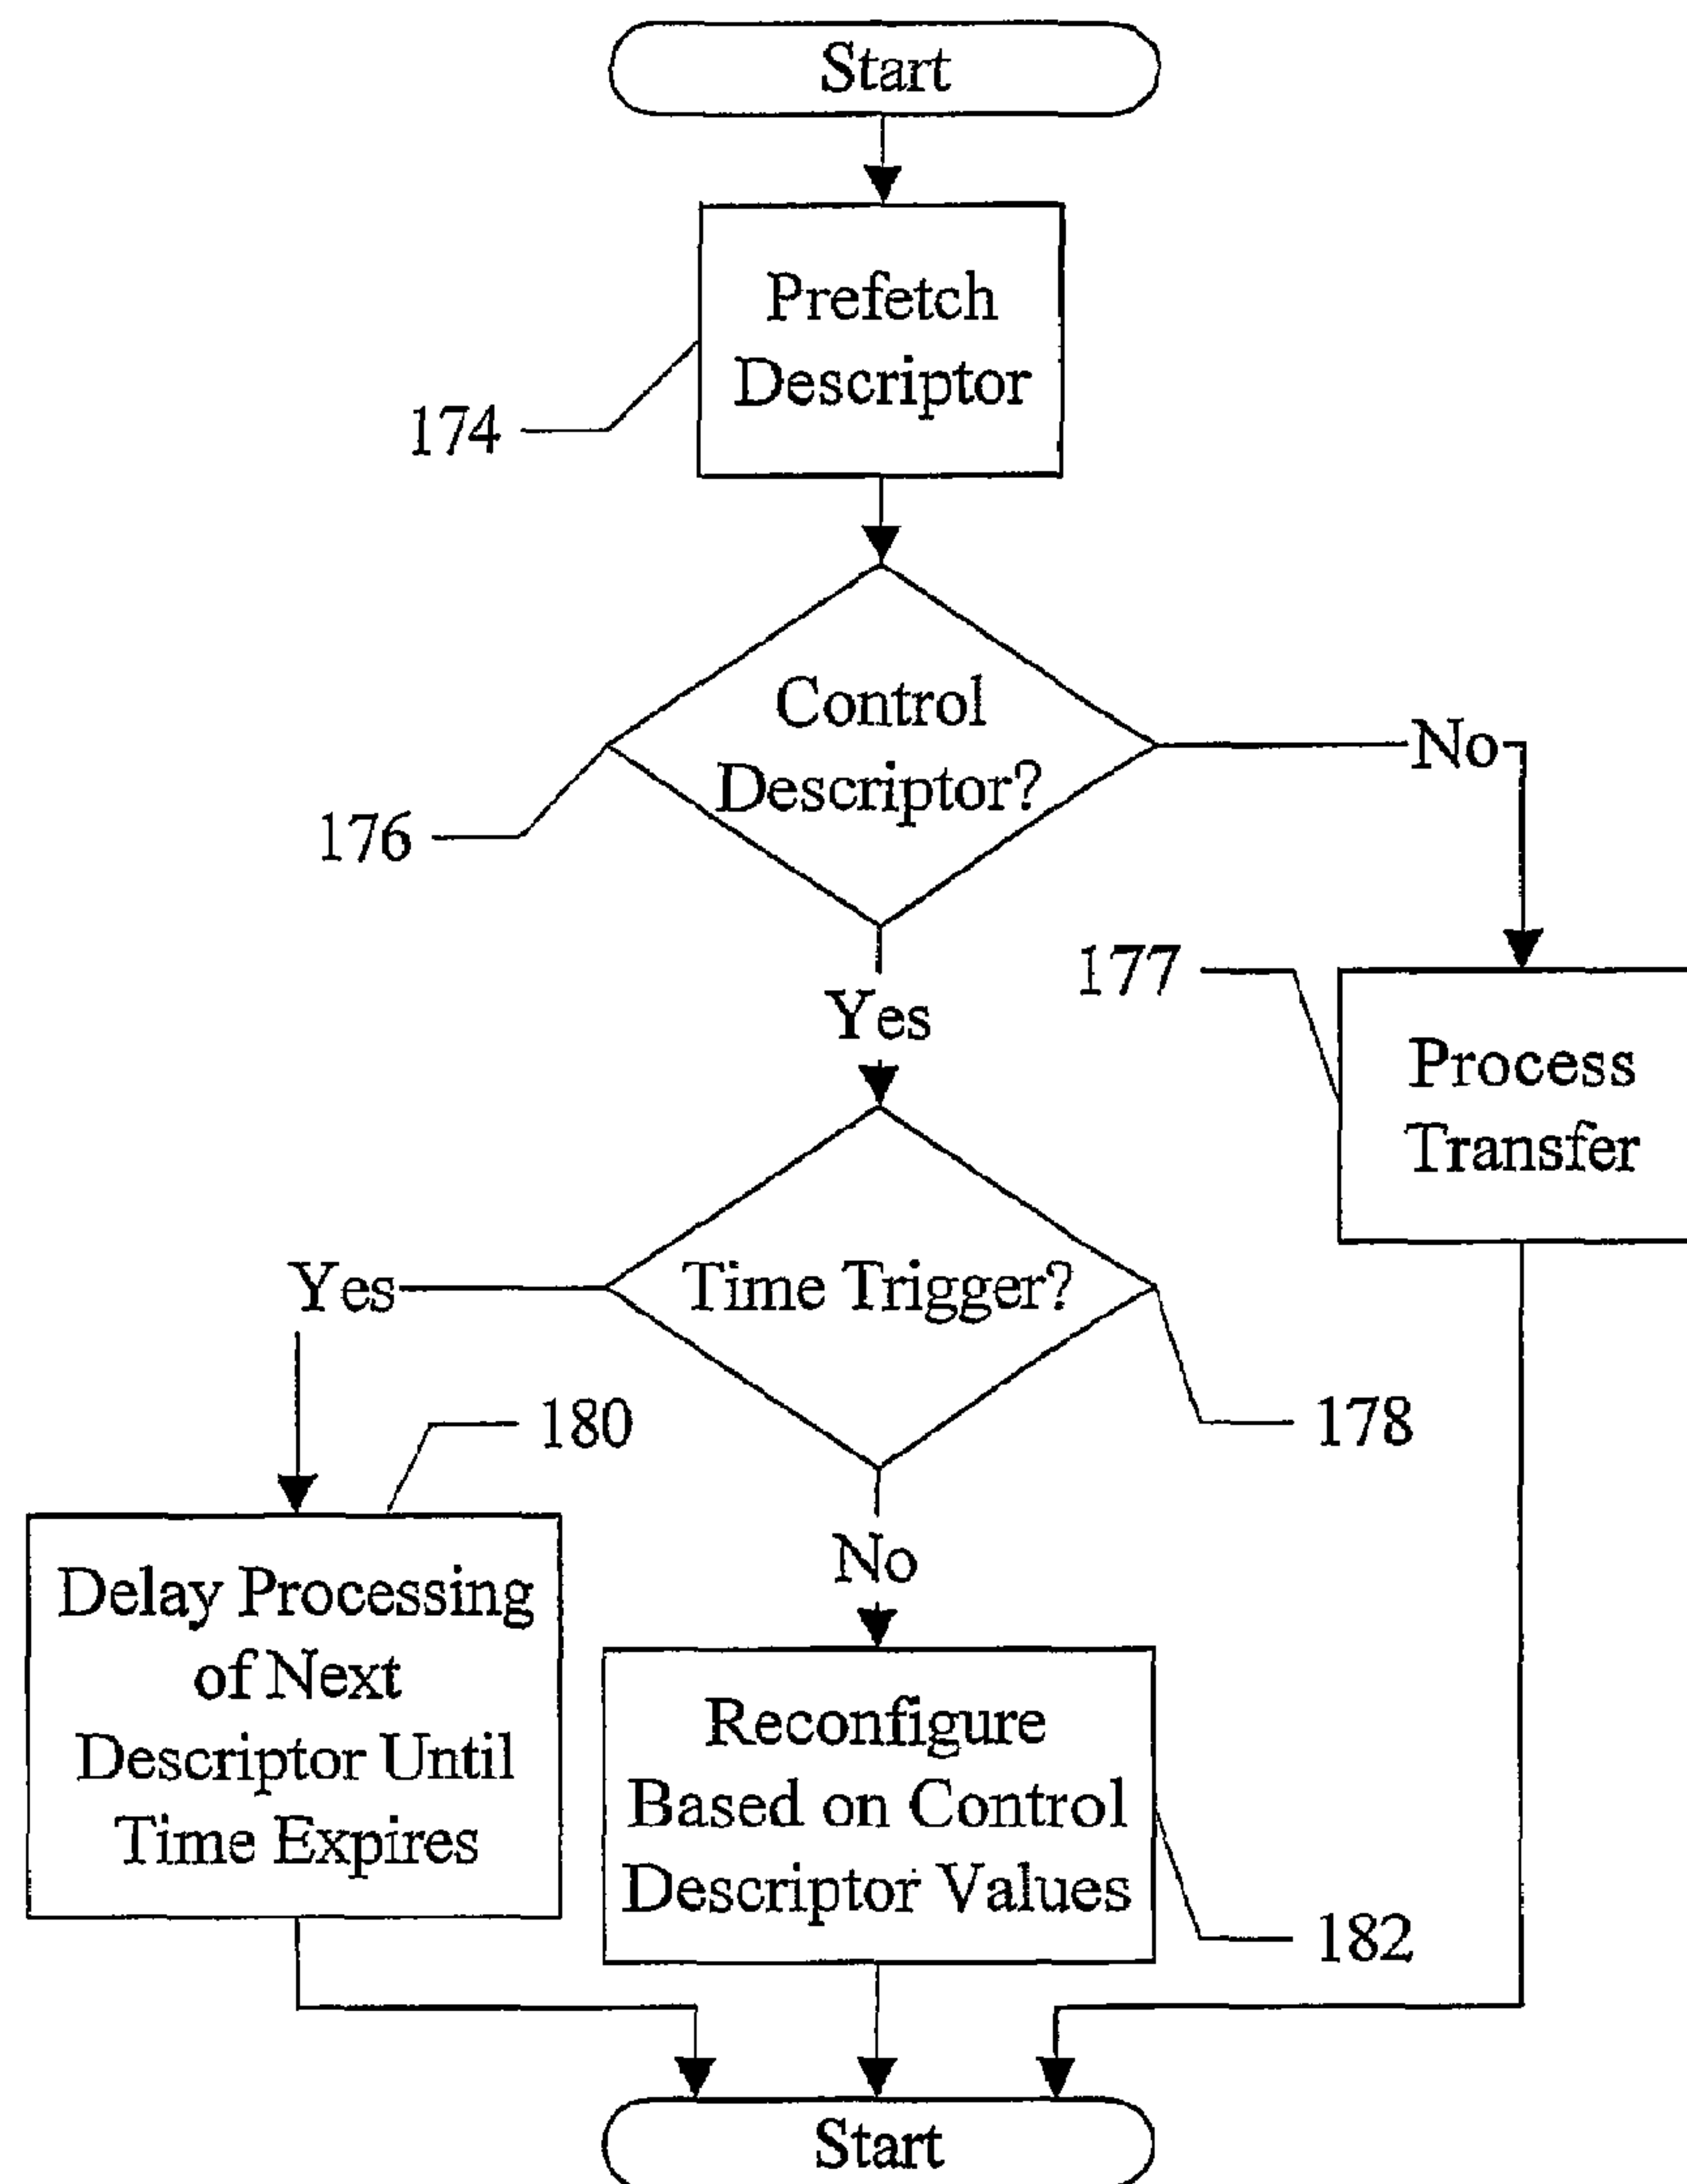 Start
Prefetch
Descriptor
174
Control
Descriptor?
No
176
177
Yes
Process
Transfer
Time Trigger?
Yes
180
178
No
Delay Processing
of Next
Descriptor Until
Time Expires
Reconfigure
Based on Control
Descriptor Values
182
Start